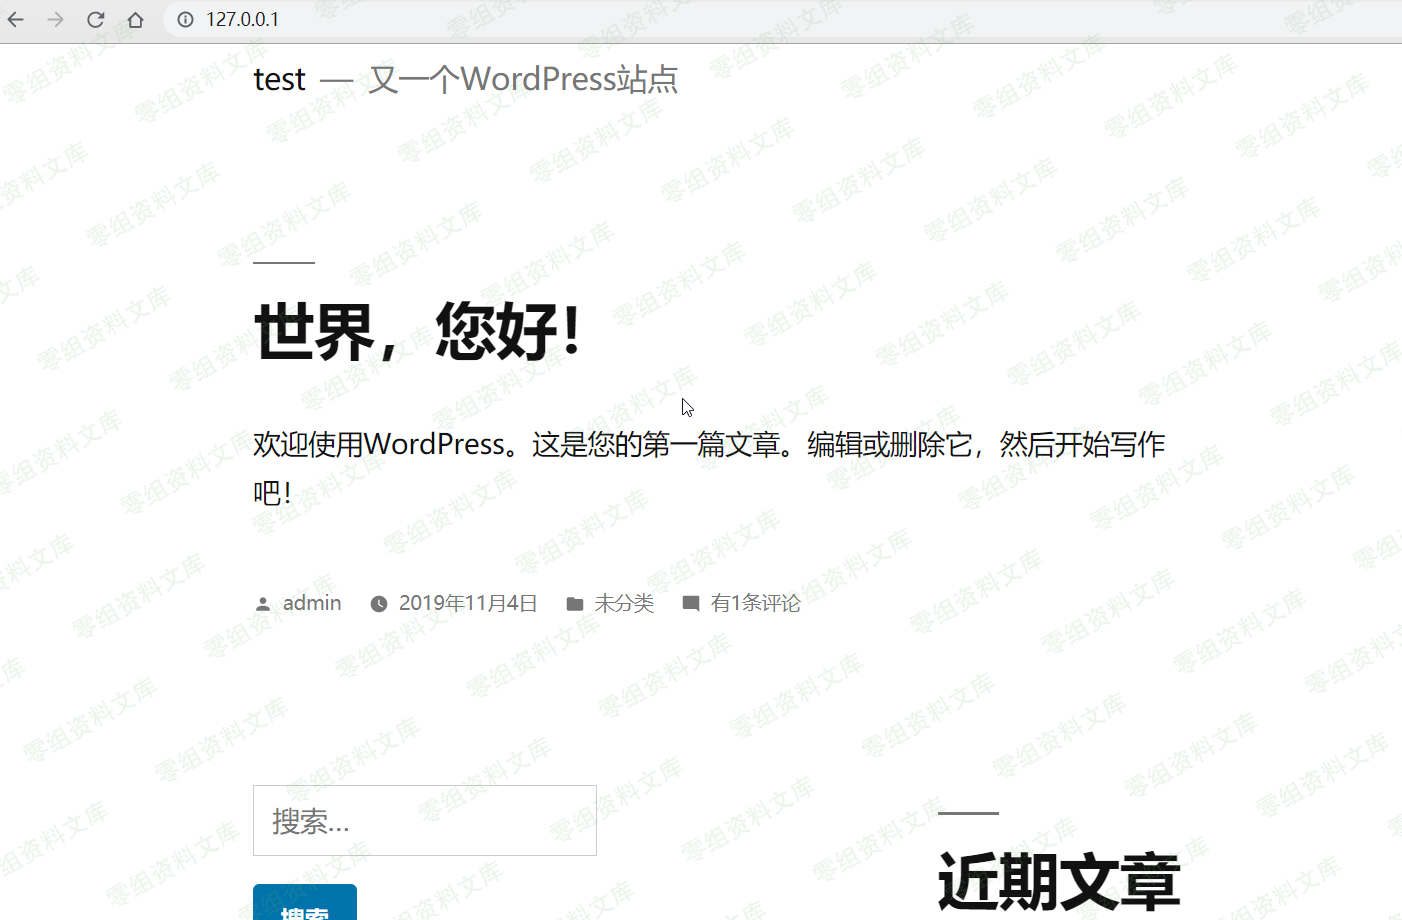 127.0.0.1
test — 又一个WordPress站点
世界，您好！
欢迎使用WordPress。这是您的第一篇文章。编辑或删除它，然后开始写作
吧！
admin 2019年11月4日 未分类 有1条评论
搜索...
近期文章
搜索
零组资料文库